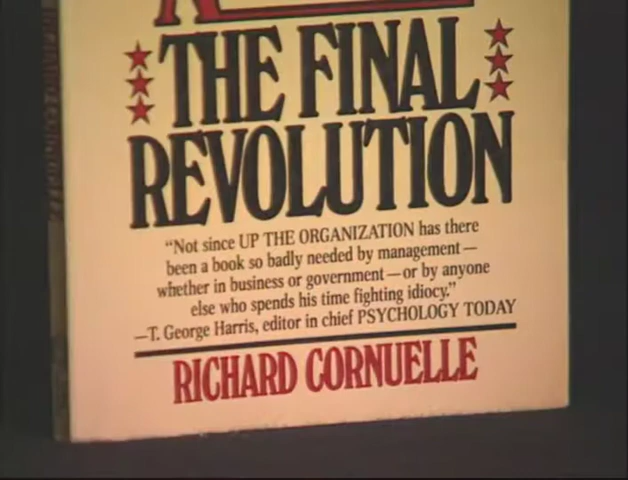 THE FINAL
REVOLUTION
“Not since UP THE ORGANIZATION has there
been a book so badly needed by management—
whether in business or government—or by anyone
else who spends his time fighting idiocy.”
—T. George Harris, editor in chief PSYCHOLOGY TODAY
RICHARD CORNUELLE